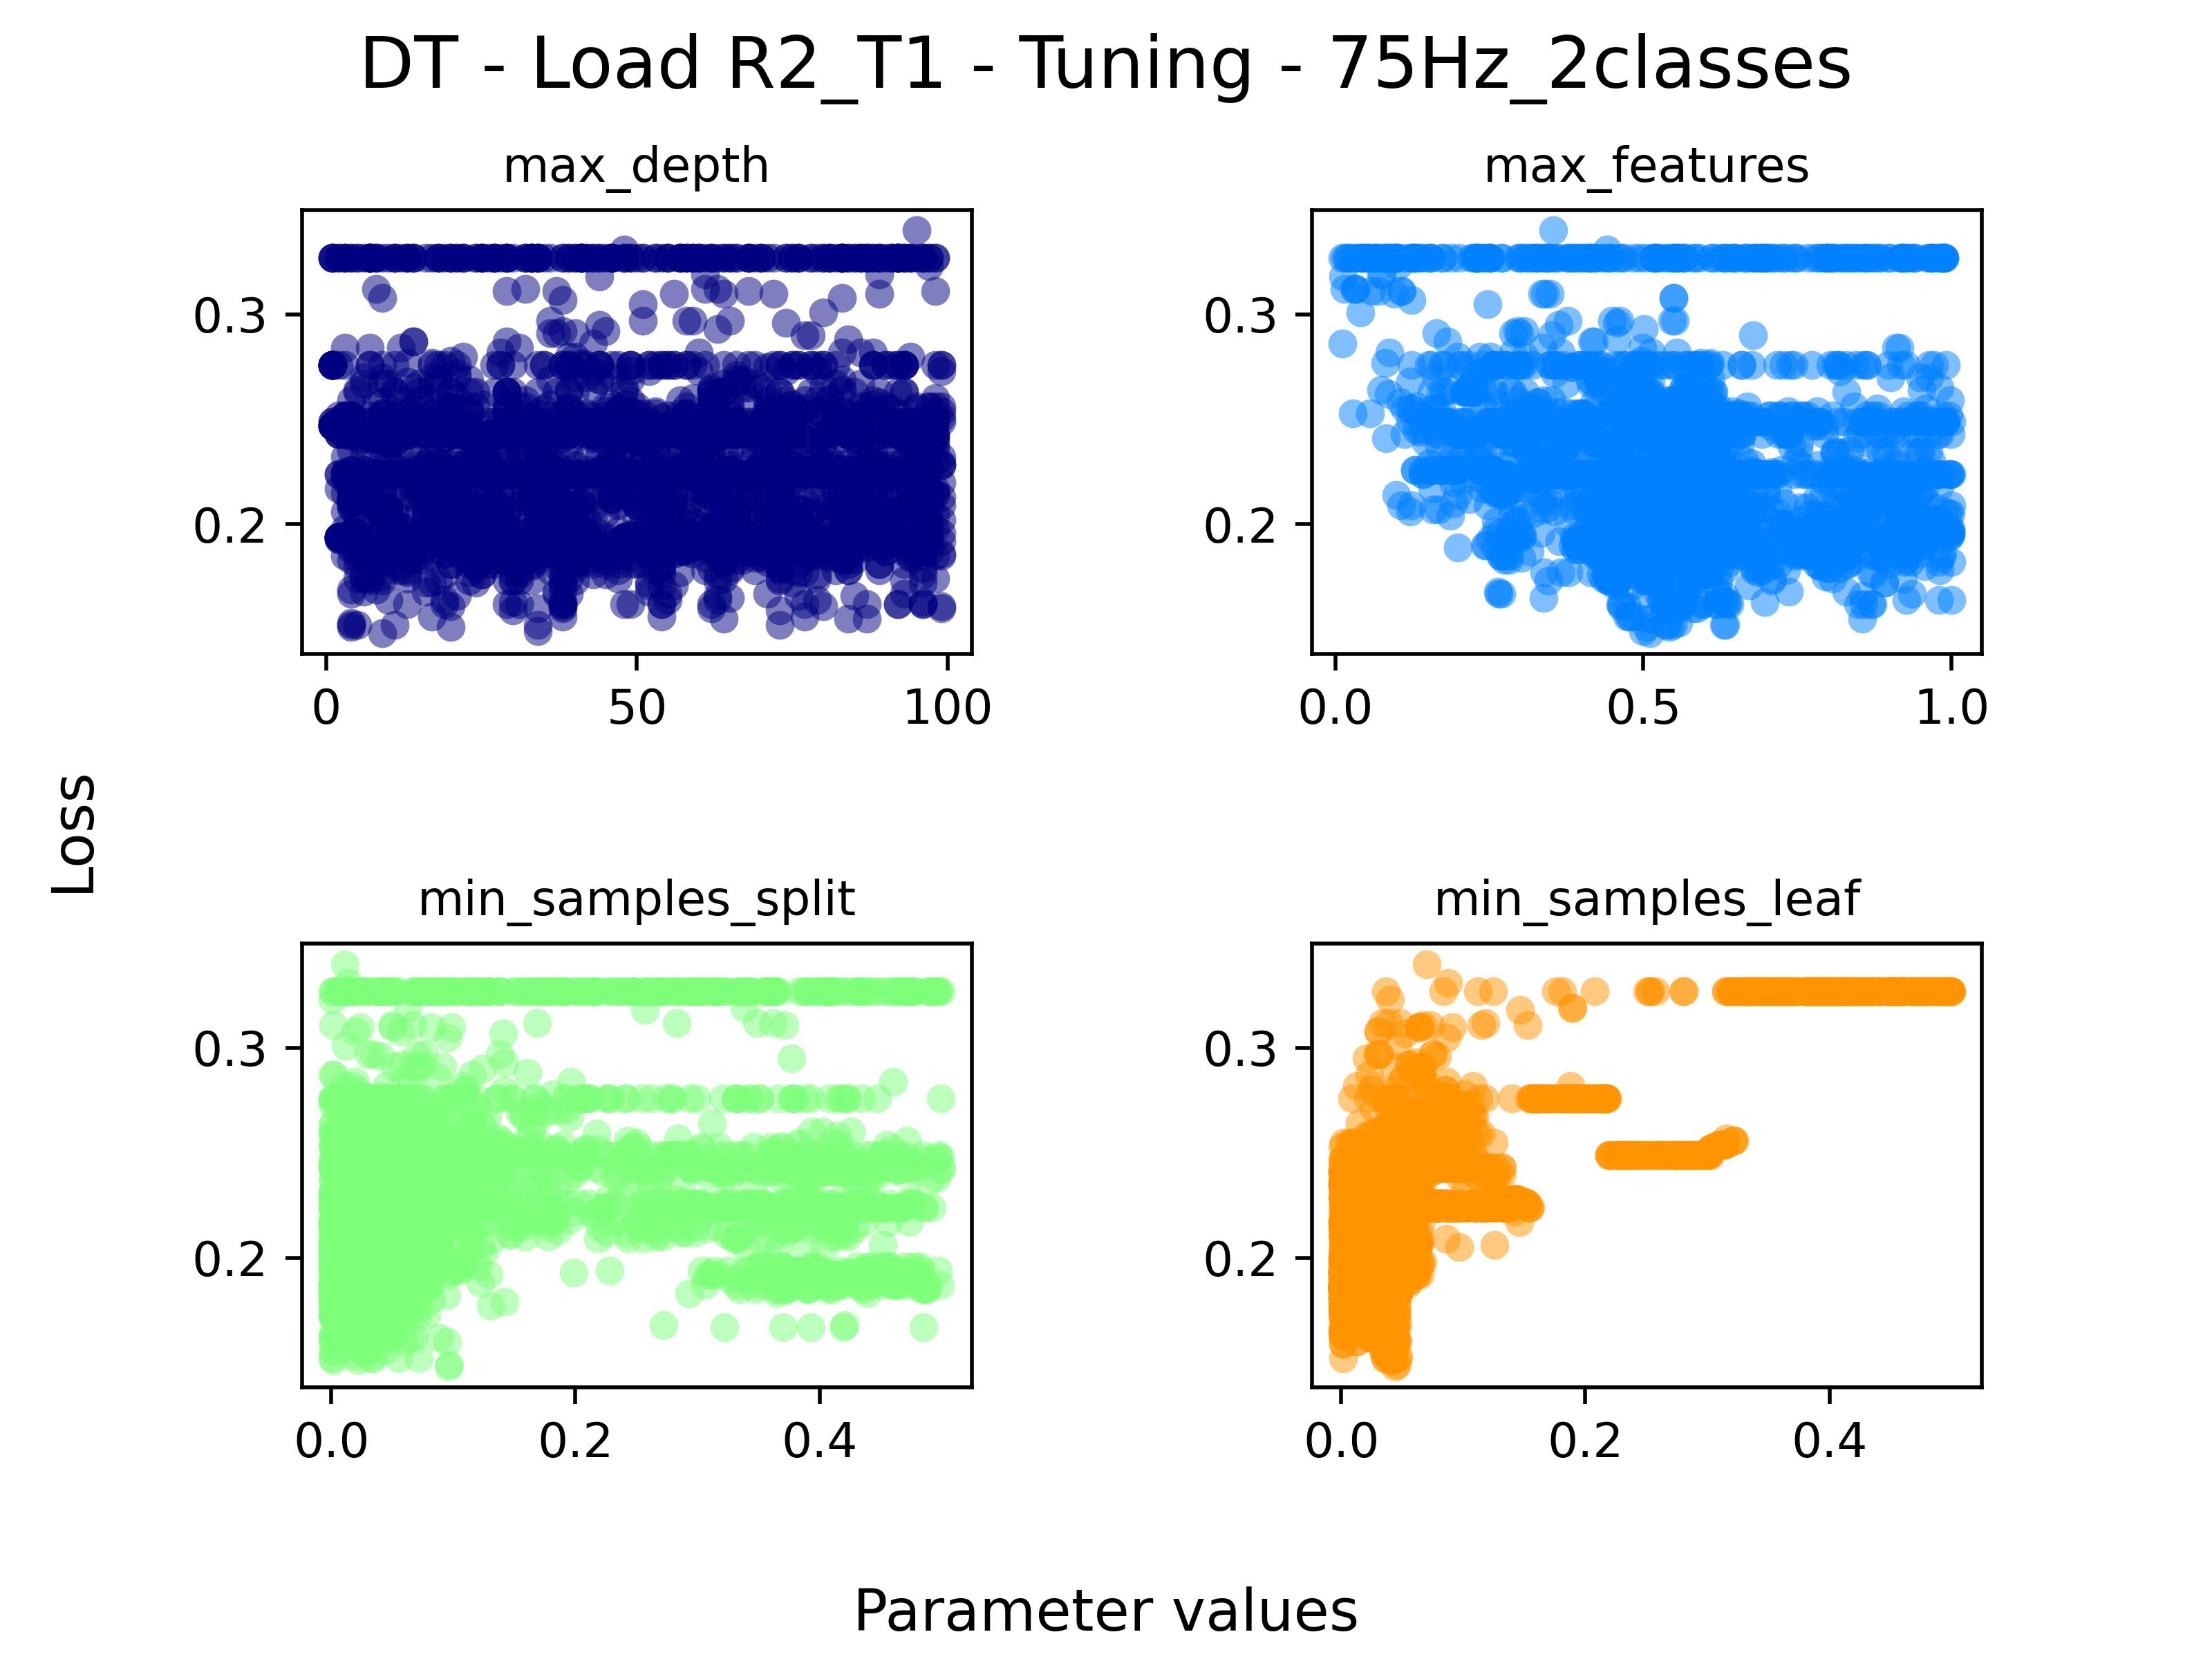 DT - Load R2_T1 - Tuning - 75Hz_2classes
max_depth
max_features
0.3
0.2
0 50 100
0.3
0.2
0.0 0.5 1.0
Loss
min_samples_split
min_samples_leaf
0.3
0.2
0.0 0.2 0.4
0.3
0.2
0.0 0.2 0.4
Parameter values